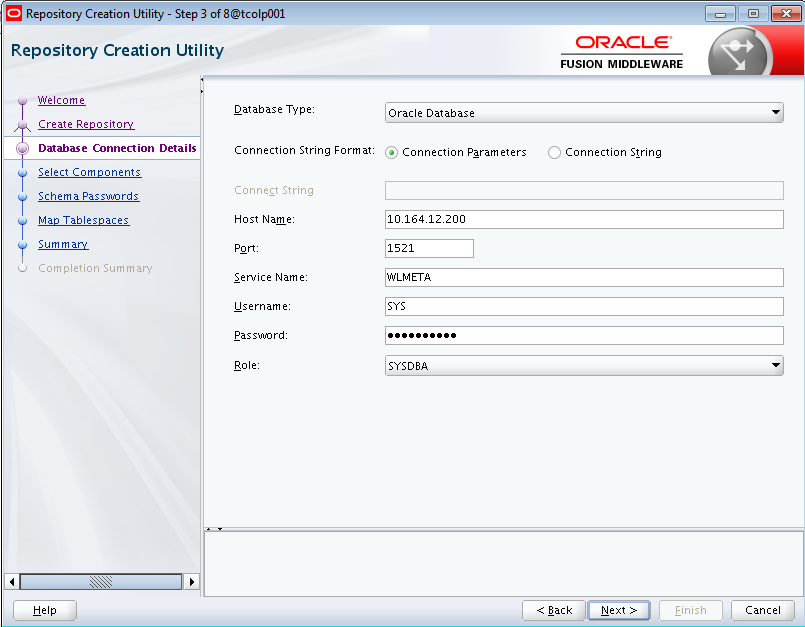 Repository Creation Utility - Step 3 of 8@tcolp001
Repository Creation Utility
ORACLE
FUSION MIDDLEWARE
Welcome
Create Repository
Database Connection Details
Select Components
Schema Passwords
Map Tablespaces
Summary
Completion Summary
Database Type: Oracle Database
Connection String Format: Connection Parameters Connection String
Connect String
Host Name: 10.164.12.200
Port: 1521
Service Name: WLMETA
Username: SYS
Password: ●●●●●●●●●●
Role: SYSDBA
Help < Back Next > Finish Cancel